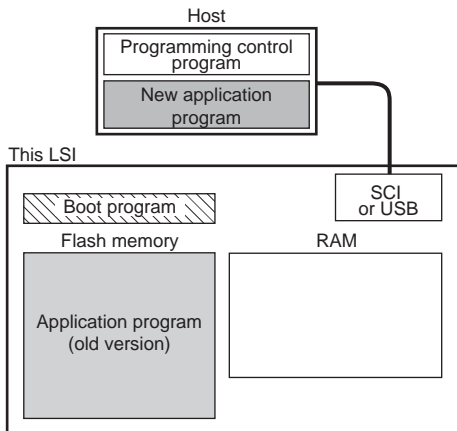 Host
Programming control
program
New application
program
This LSI
SCI
or USB
Boot program
Flash memory
RAM
Application program
(old version)